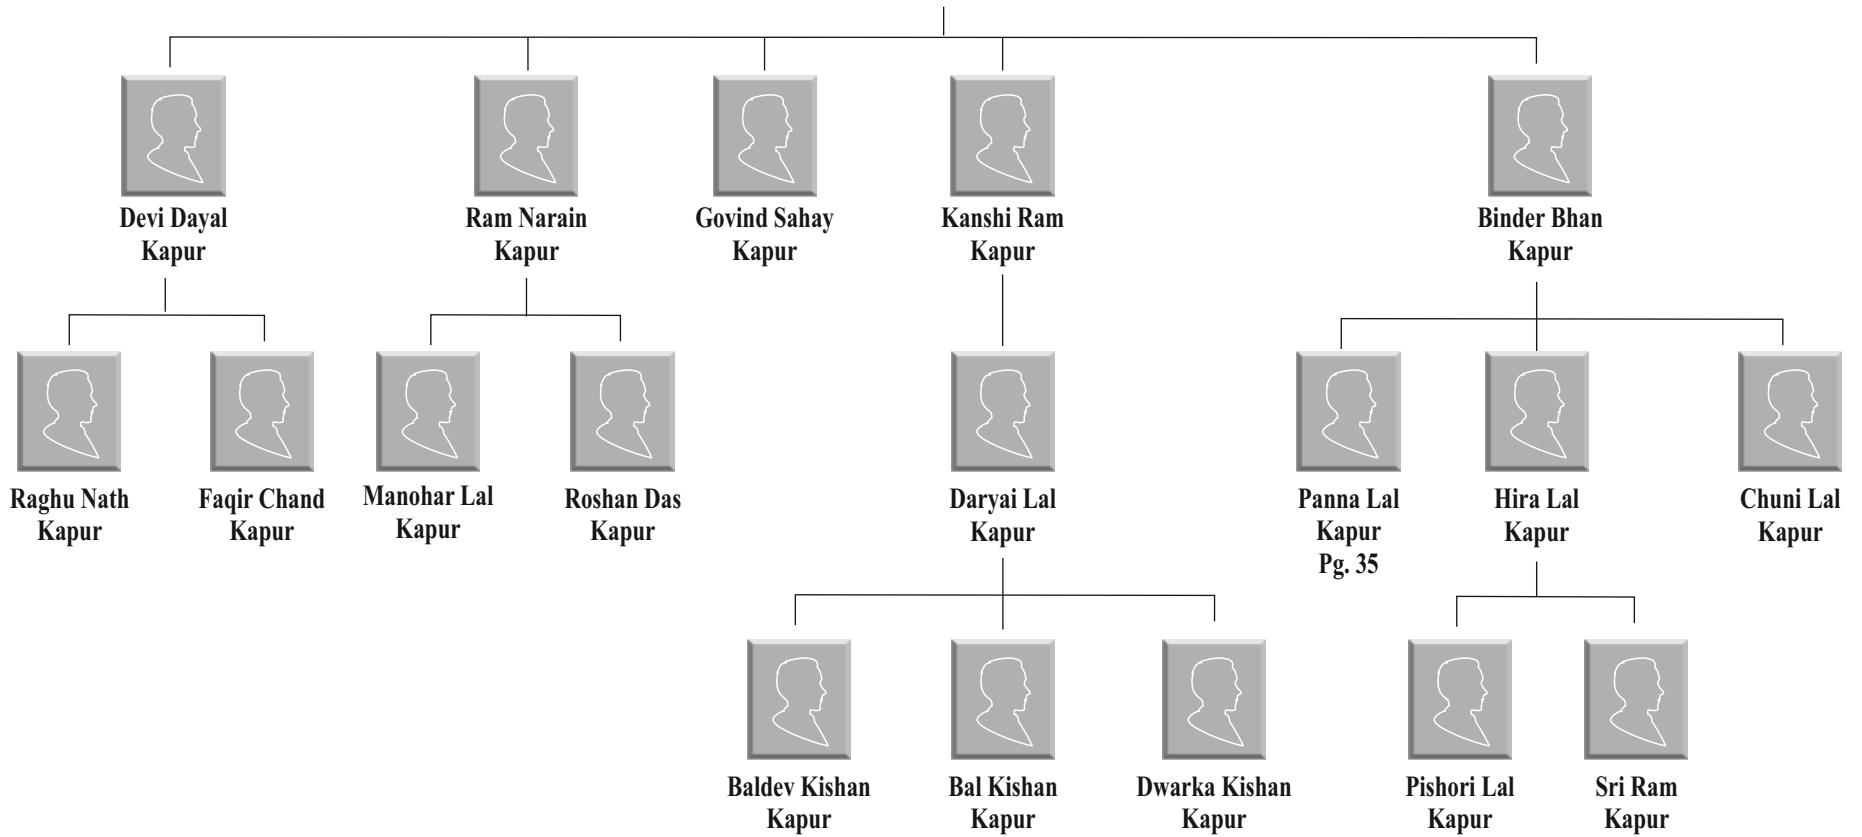 Devi Dayal
Kapur
Ram Narain
Kapur
Govind Sahay
Kapur
Kanshi Ram
Kapur
Binder Bhan
Kapur
Raghu Nath
Kapur
Faqir Chand
Kapur
Manohar Lal
Kapur
Roshan Das
Kapur
Daryai Lal
Kapur
Panna Lal
Kapur
Pg. 35
Hira Lal
Kapur
Chuni Lal
Kapur
Baldev Kishan
Kapur
Bal Kishan
Kapur
Dwarka Kishan
Kapur
Pishori Lal
Kapur
Sri Ram
Kapur